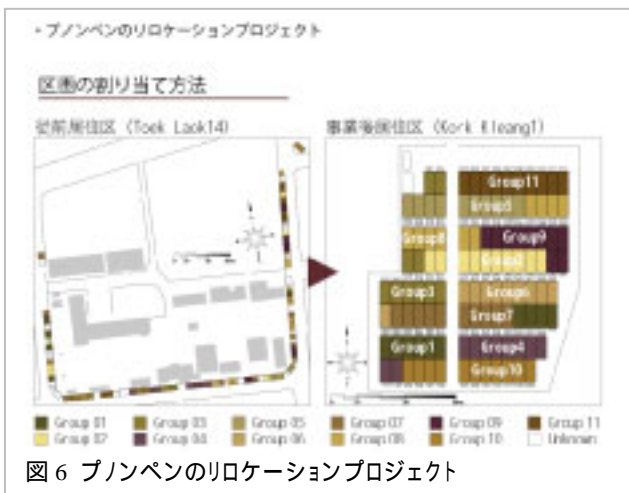 ・プノンペンのリロケーションプロジェクト
区画の割り当て方法
従前居住区 (Toek Laok14)
事業後居住区 (Kork Kleang1)
Group11
Group5
Group8
Group9
Group2
Group3
Group6
Group7
Group1
Group4
Group10
Group 01
Group 03
Group 05
Group 07
Group 09
Group 11
Group 02
Group 04
Group 06
Group 08
Group 10
Unknown
図 6 プノンペンのリロケーションプロジェクト